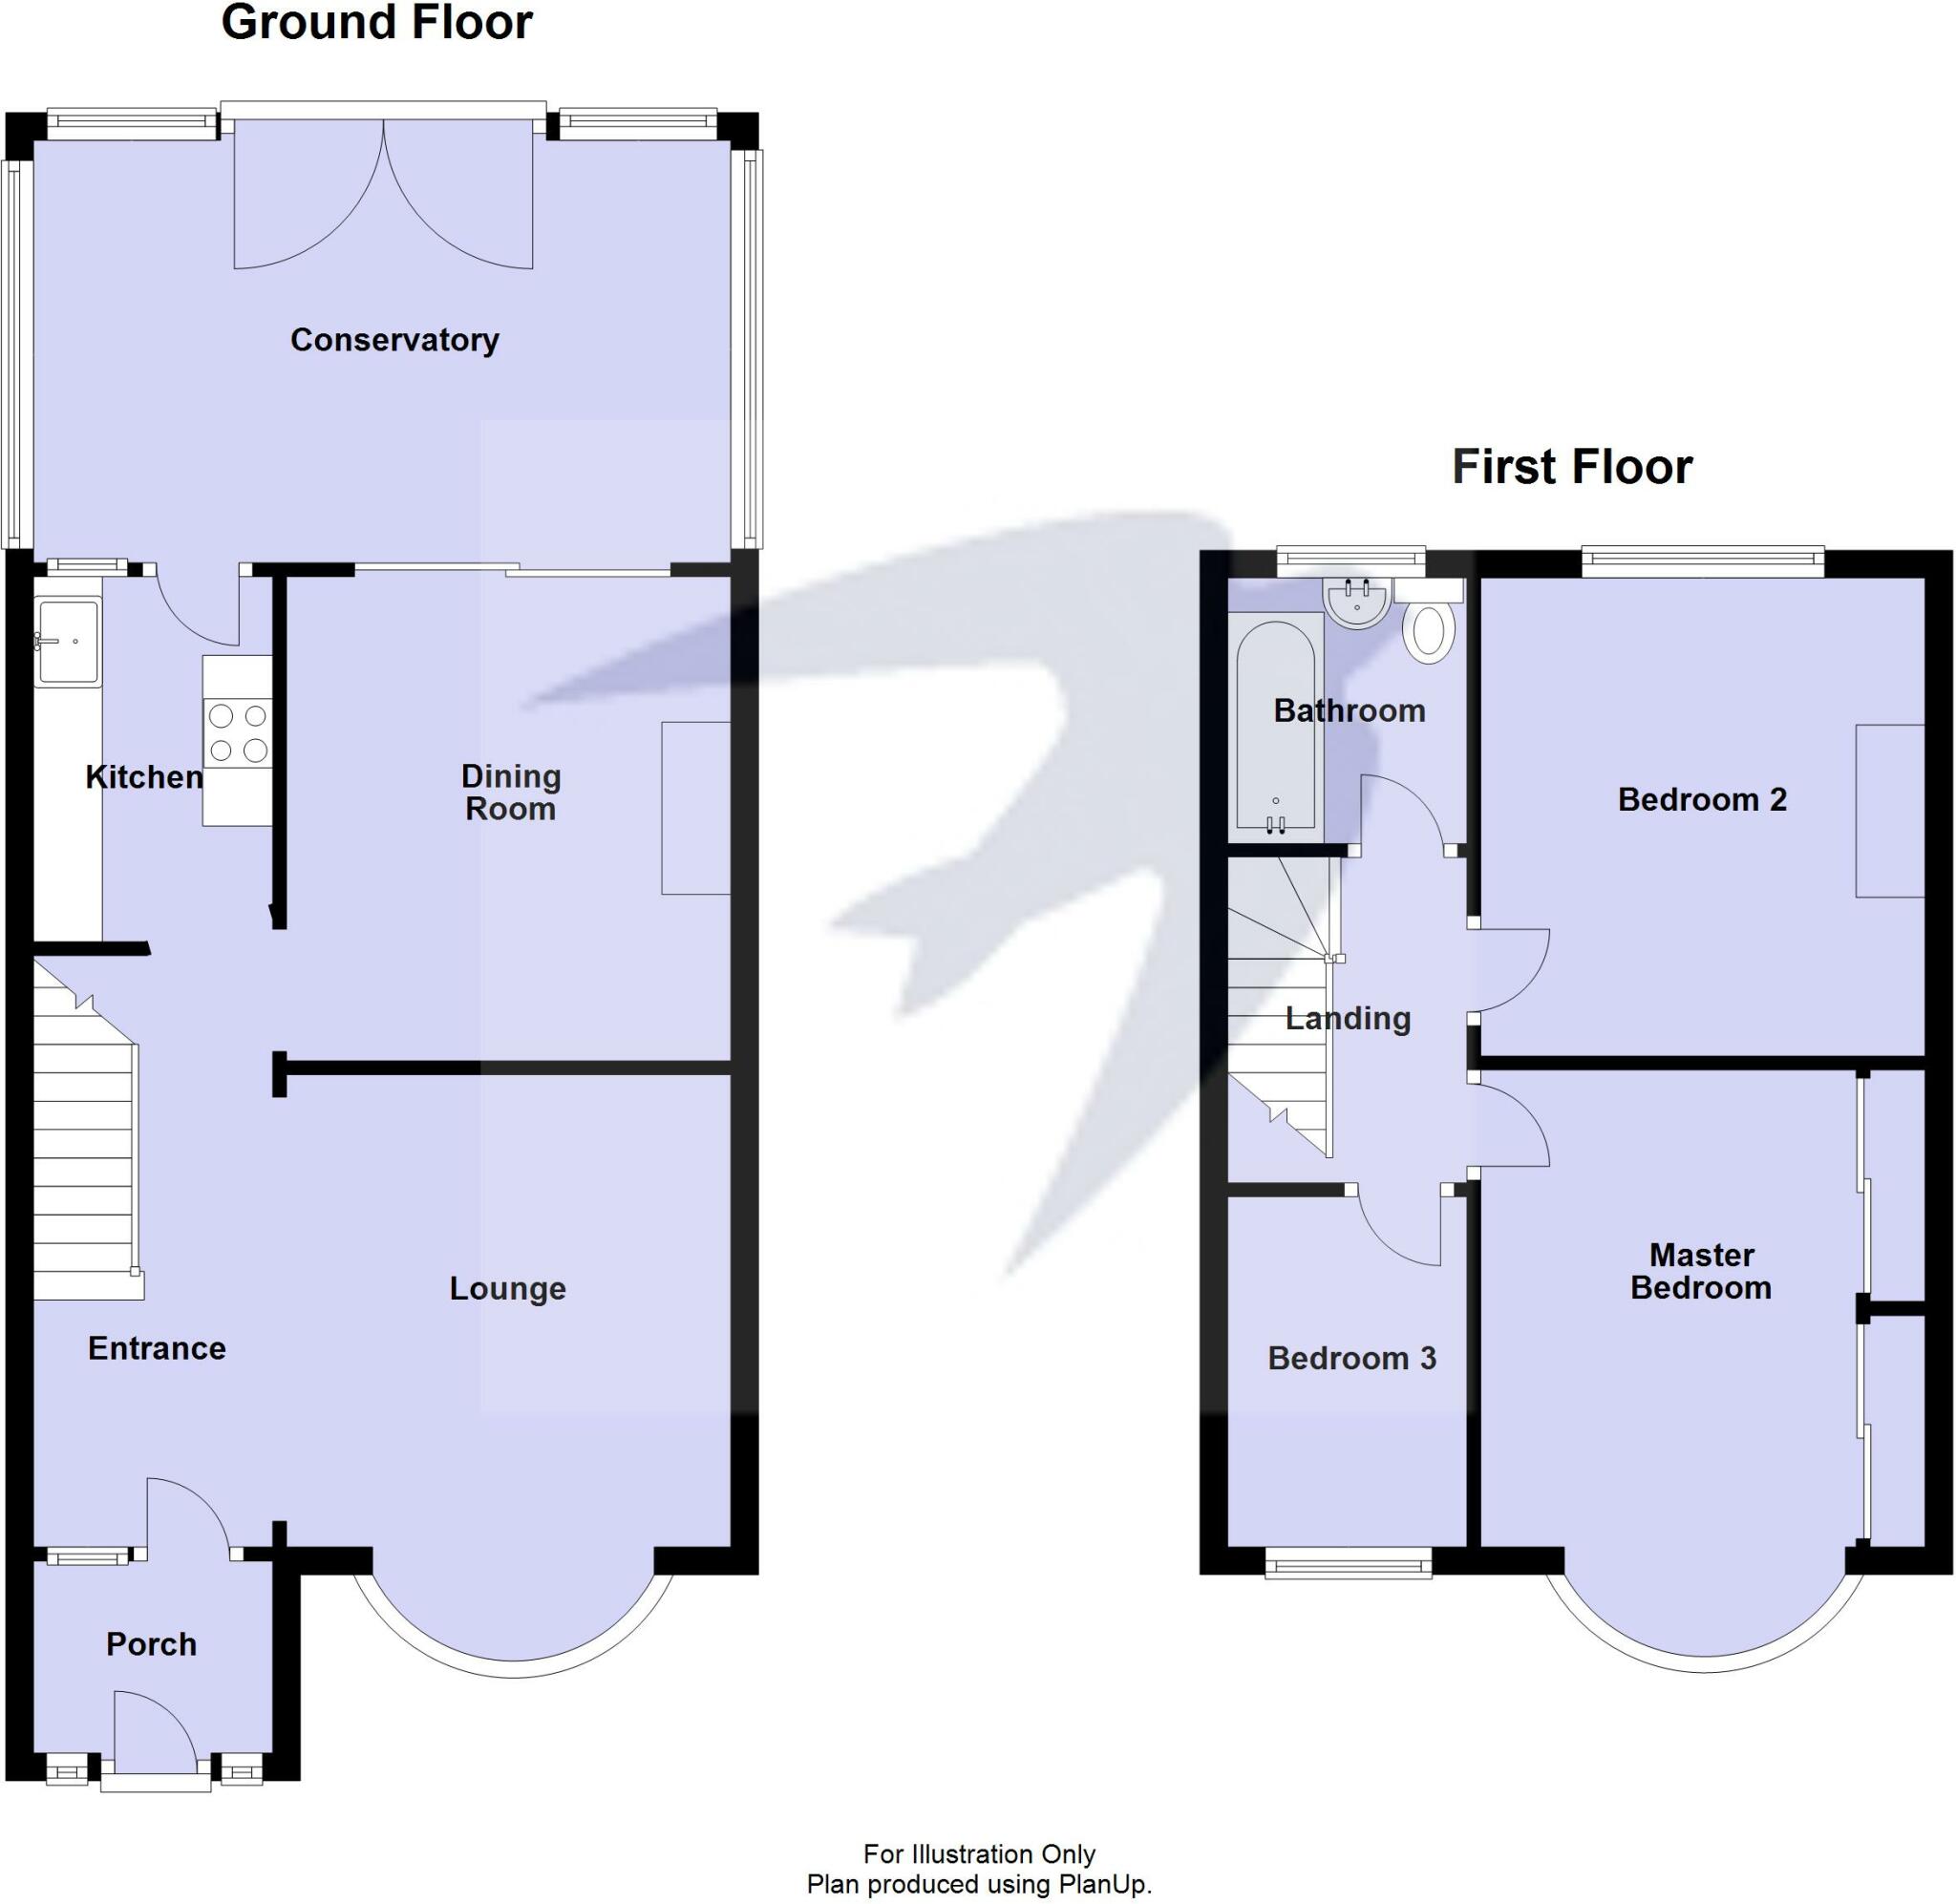 Ground Floor
Conservatory
Kitchen
Dining
Room
Lounge
Entrance
Porch
First Floor
Bathroom
Bedroom 2
Landing
Master
Bedroom
Bedroom 3
For Illustration Only
Plan produced using PlanUp.